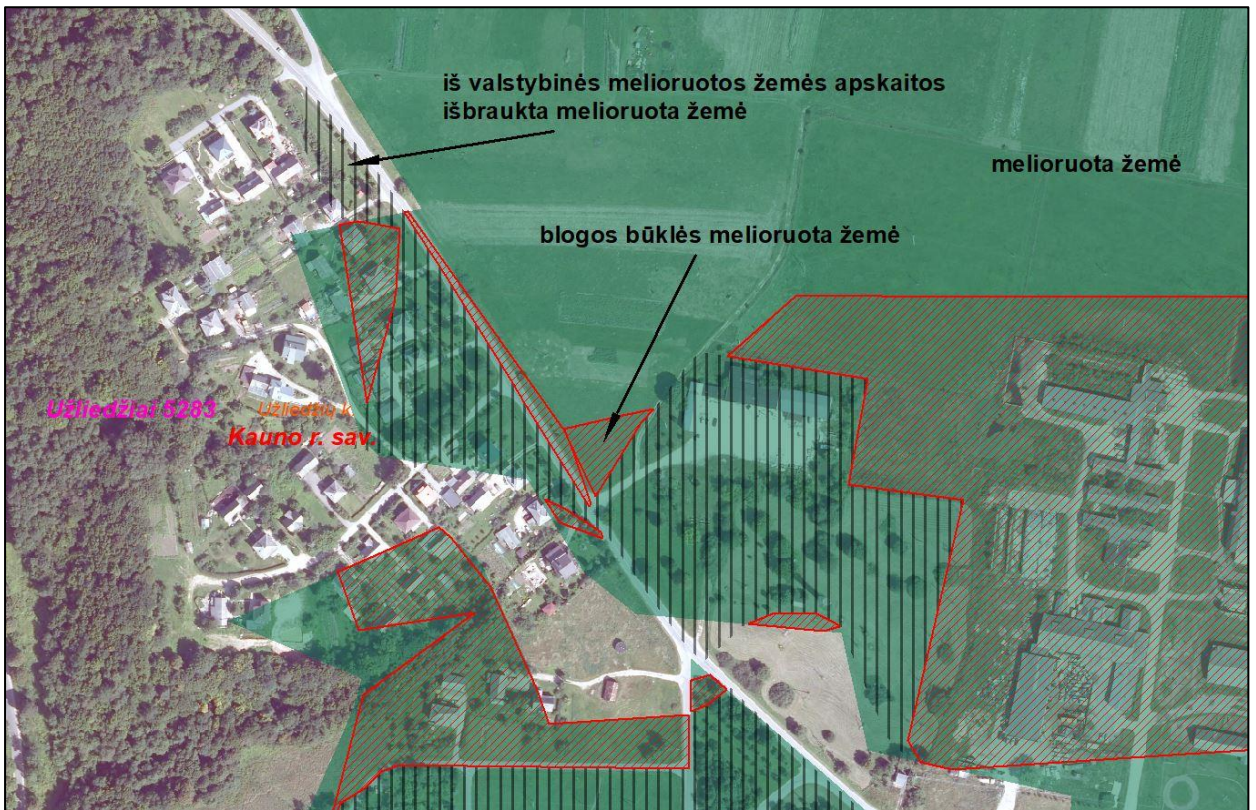 iš valstybinės melioruotos žemės apskaitos
išbraukta melioruota žemė
melioruota žemė
blogos būklės melioruota žemė
Užliedžiai 5283
Užliedžių k.
Kauno r. sav.